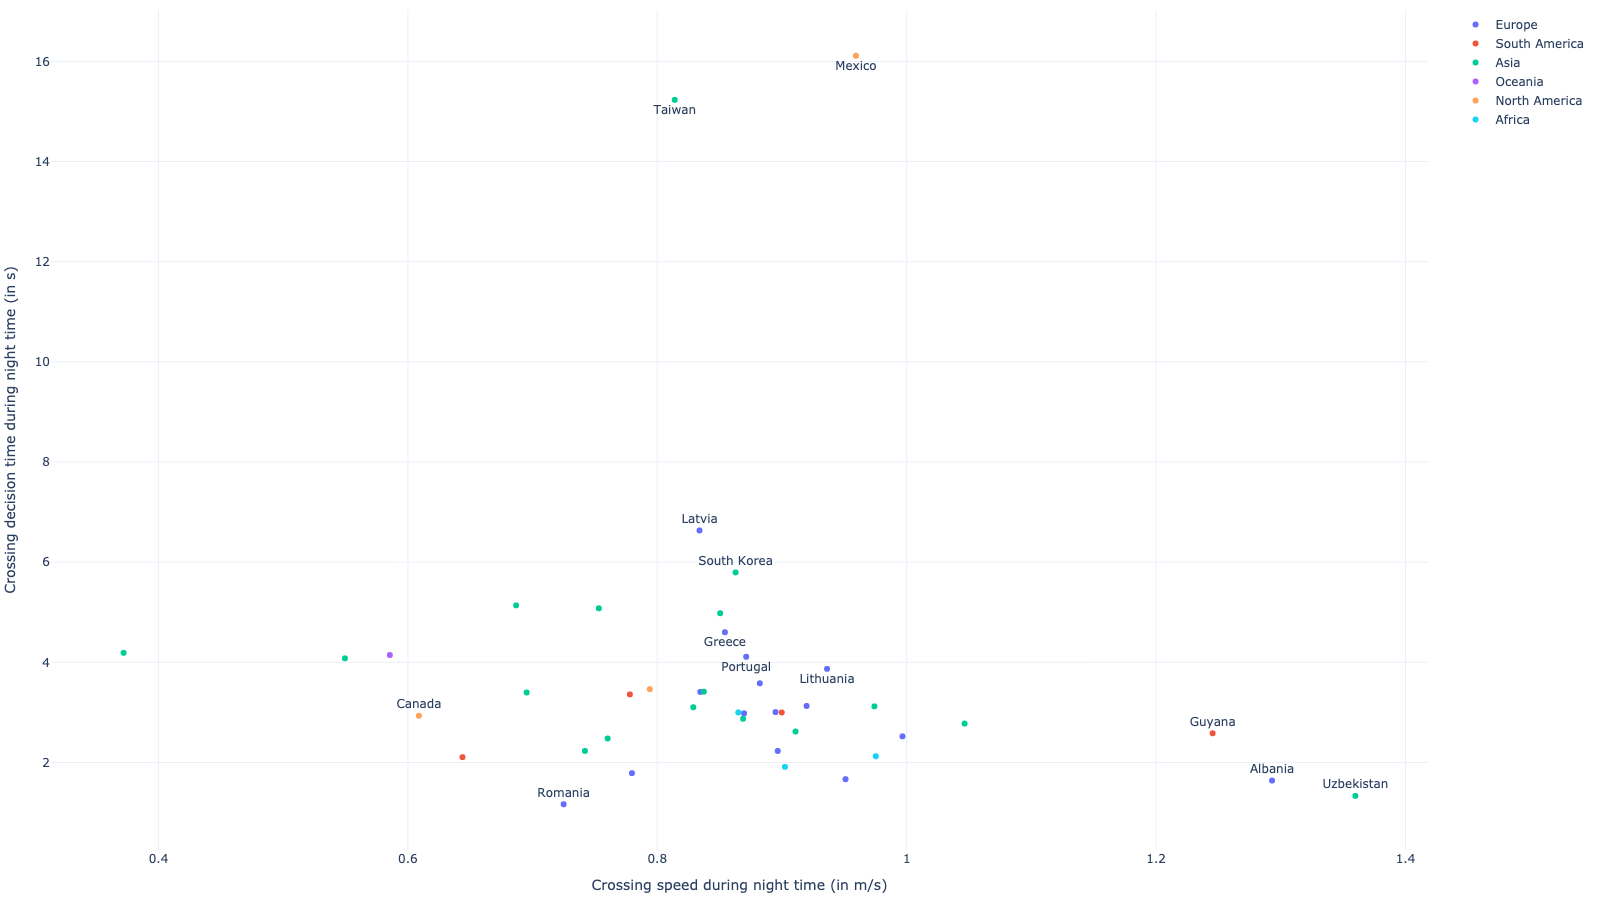 Europe
South America
Asia
Oceania
North America
Africa
Crossing decision time during night time (in s)
16
14
12
10
8
6
4
2
Mexico
Taiwan
Latvia
South Korea
Greece
Portugal
Lithuania
Canada
Guyana
Albania
Uzbekistan
Romania
0.4
0.6
0.8
1
1.2
1.4
Crossing speed during night time (in m/s)